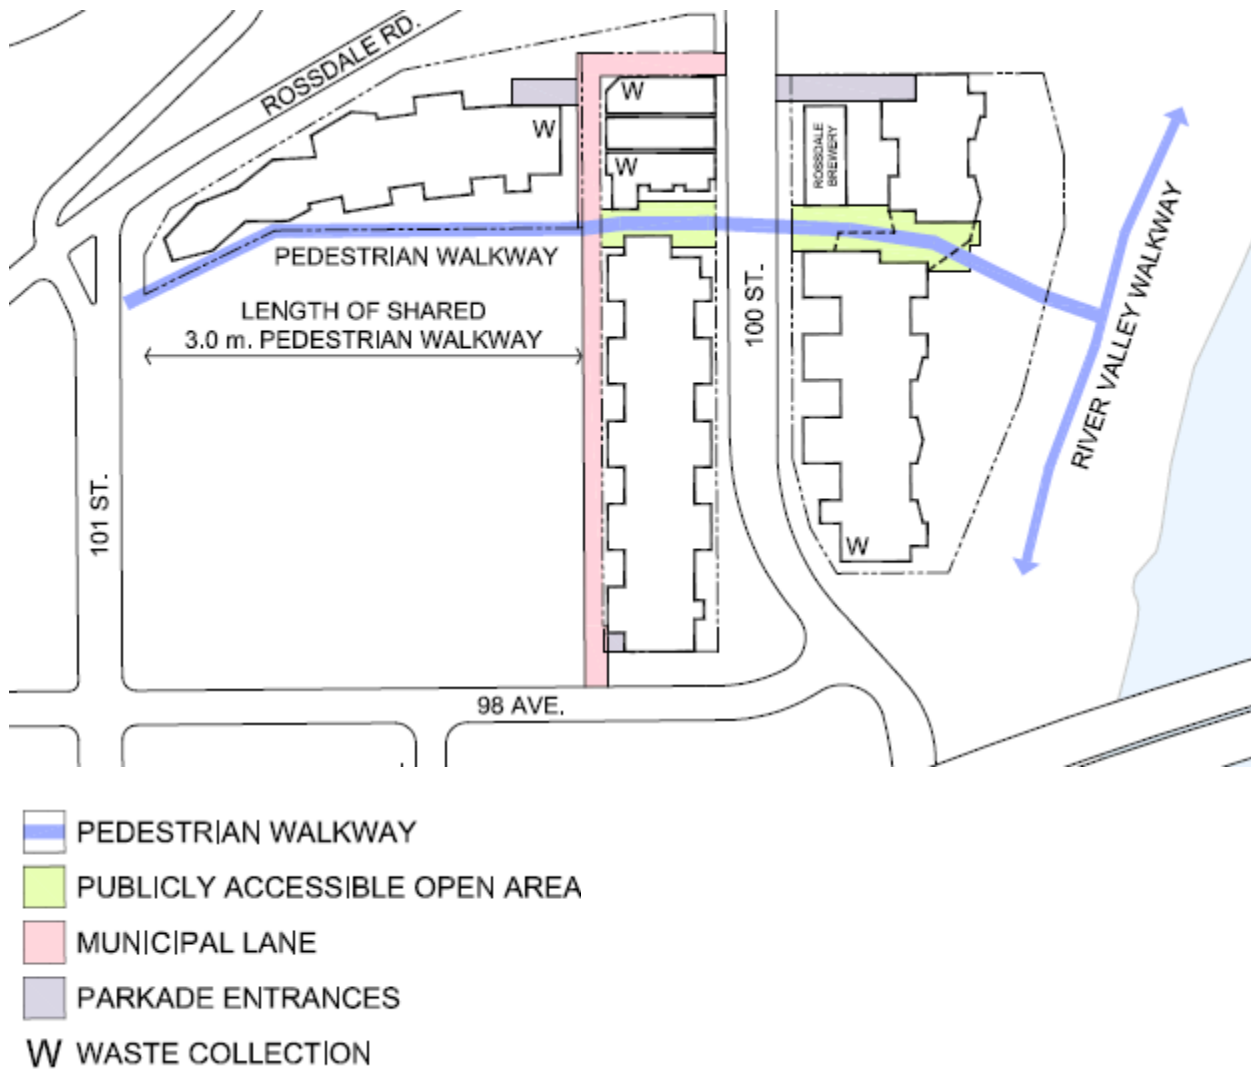 ROSSDALE RD.
W
W
W
ROSSDALE
BREWERY
PEDESTRIAN WALKWAY
LENGTH OF SHARED
3.0 m. PEDESTRIAN WALKWAY
100 ST.
RIVER VALLEY WALKWAY
101 ST.
W
98 AVE.
PEDESTRIAN WALKWAY
PUBLICLY ACCESSIBLE OPEN AREA
MUNICIPAL LANE
PARKADE ENTRANCES
W WASTE COLLECTION